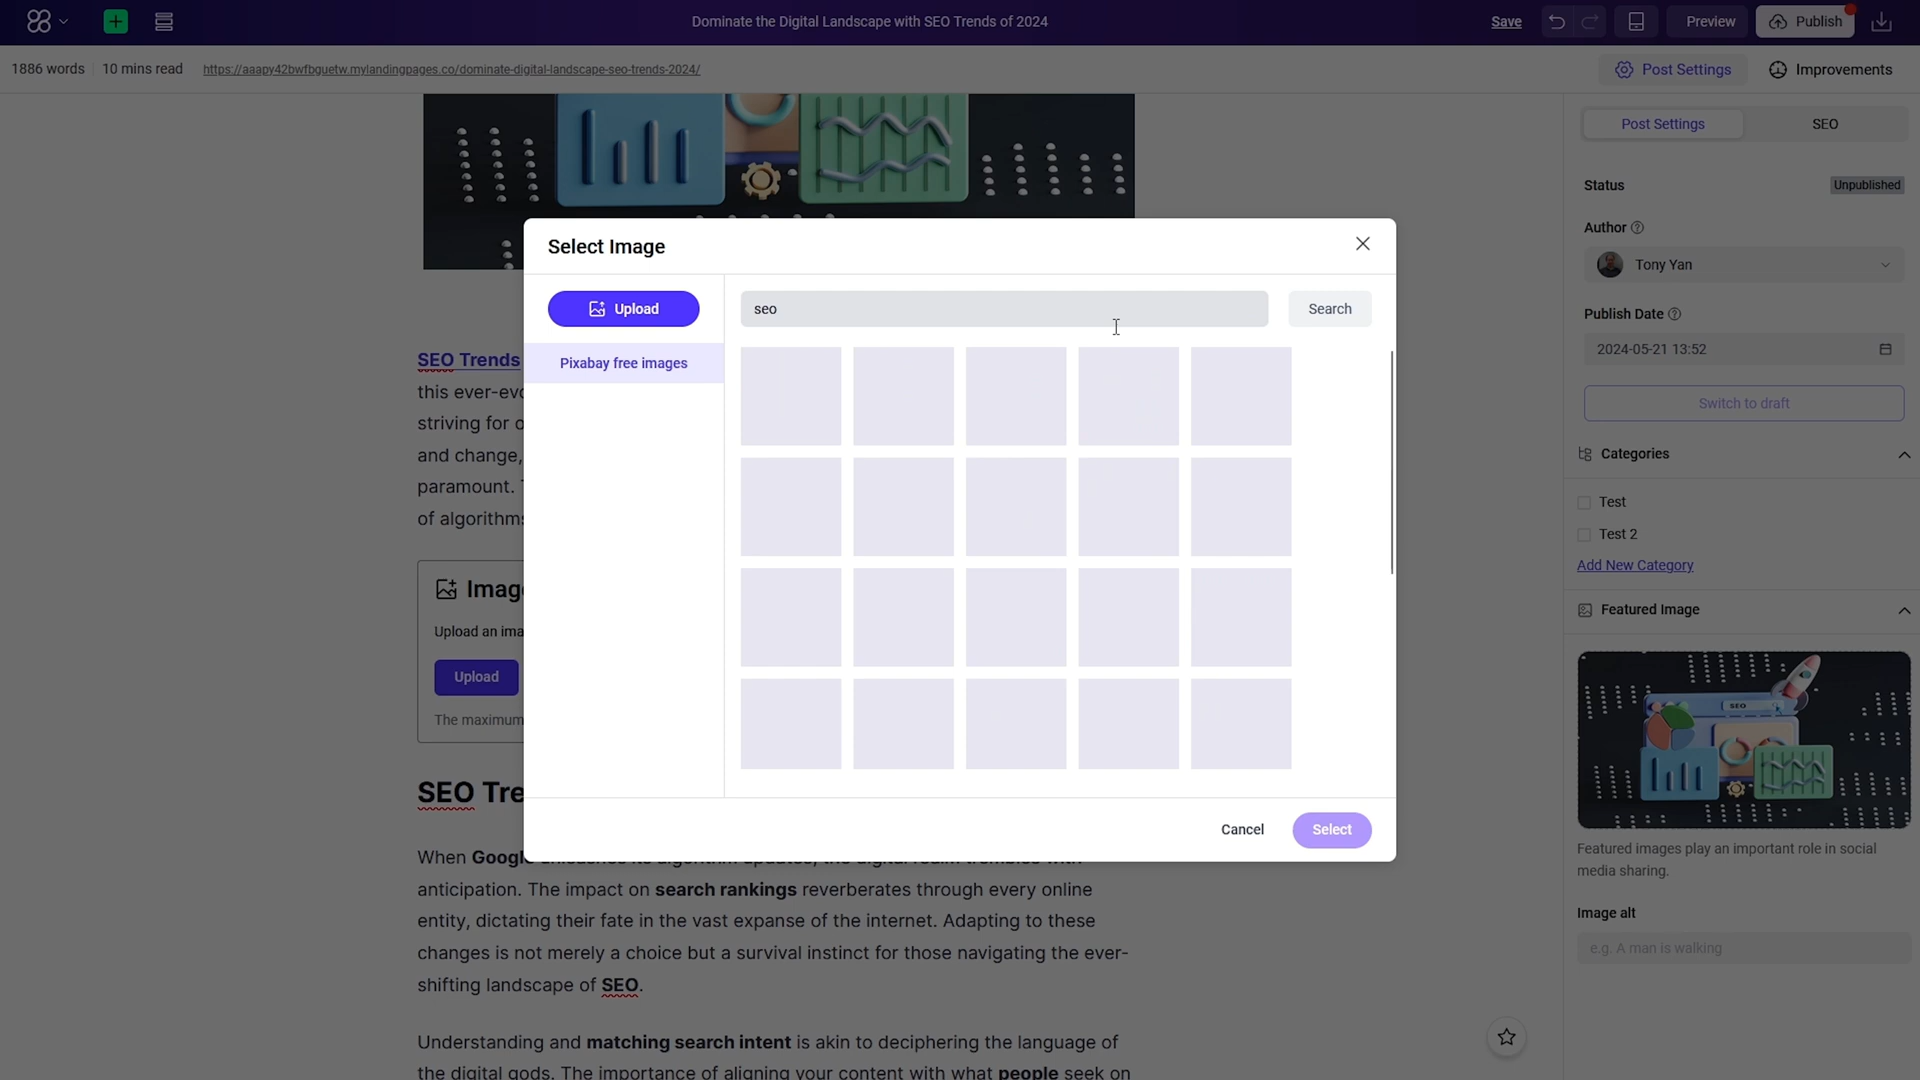 Dominate the Digital Landscape with SEO Trends of 2024
Save
Preview
Publish
1886 words
10 mins read
https://aaapy42bwfbguetw.mylandingpages.co/dominate-digital-landscape-seo-trends-2024/
Post Settings
Improvements
Post Settings
SEO
Status
Unpublished
Author
Tony Yan
Publish Date
2024-05-21 13:52
Switch to draft
Categories
Test
Test 2
Add New Category
Featured Image
SEO
Featured images play an important role in social
media sharing.
Image alt
e.g. A man is walking
Select Image
Upload
seo
Search
Pixabay free images
Cancel
Select
SEO Trends
this
striving for
and change,
paramount.
of
Upload an
Upload
The maximum
SEO
When
anticipation. The impact on search rankings reverberates through every online
entity, dictating their fate in the vast expanse of the internet. Adapting to these
changes is not merely a choice but a survival instinct for those navigating the ever-
shifting landscape of SEO.
Understanding and matching search intent is akin to deciphering the language of
the digital gods. The importance of aligning your content with what people seek on